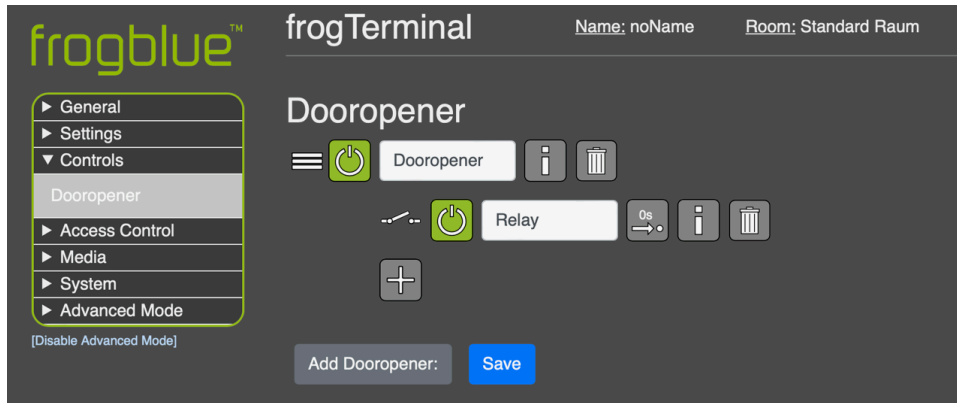 frogblue™
frogTerminal
Name: noName
Room: Standard Raum
General
Settings
Controls
Dooropener
Access Control
Media
System
Advanced Mode
[Disable Advanced Mode]
Dooropener
Dooropener
Relay
0s
Add Dooropener:
Save